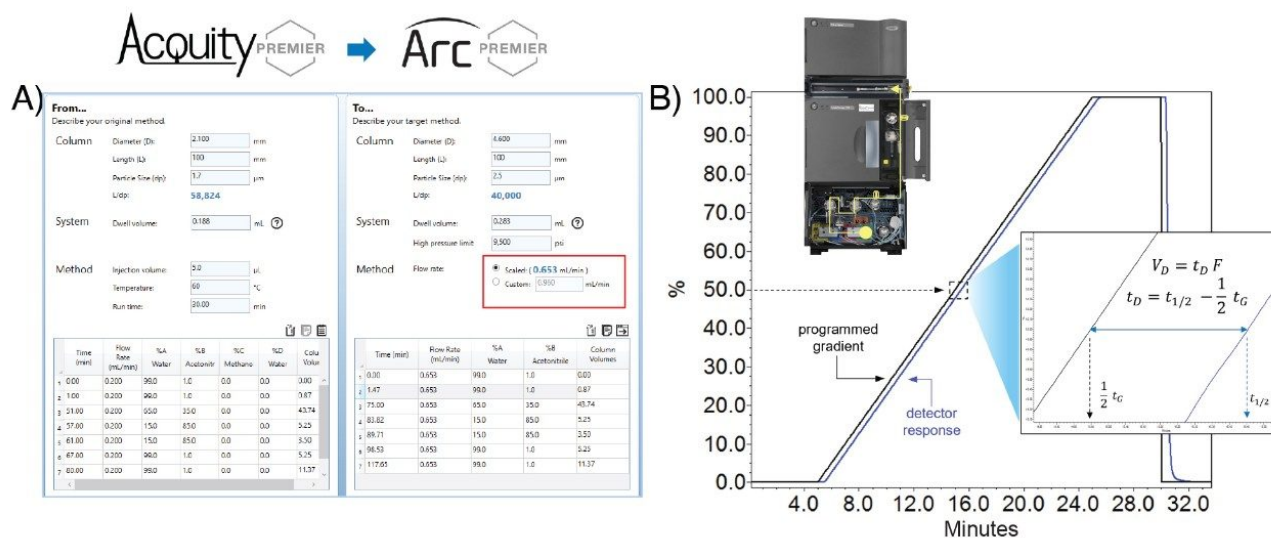 Acquity PREMIER Arc PREMIER
A)
From...
Describe your original method.
Column Diameter (D): 2.100 mm
Length (L): 100 mm
Particle Size (dp): 1.7 µm
L/dp: 58,824
System Dwell volume: 0.188 mL ?
Method Injection volume: 5.0 µL
Temperature: 60 °C
Run time: 20.00 min
Time (min) Flow Rate (mL/min) %A Water %B Acetonitr %C Methane %D Water Colu Volun
1 0.00 0.200 99.0 1.0 0.0 0.0 0.00
2 1.00 0.200 99.0 1.0 0.0 0.0 0.87
3 51.00 0.200 65.0 35.0 0.0 0.0 43.74
4 57.00 0.200 15.0 85.0 0.0 0.0 5.25
5 61.00 0.200 15.0 85.0 0.0 0.0 3.50
6 67.00 0.200 99.0 1.0 0.0 0.0 5.25
7 80.00 0.200 99.0 1.0 0.0 0.0 11.37
To...
Describe your target method.
Column Diameter (D): 4.600 mm
Length (L): 100 mm
Particle Size (dp): 2.5 µm
L/dp: 40,000
System Dwell volume: 0.283 mL ?
High pressure limit 9,500 psi
Method Flow rate: Scaled: ( 0.653 mL/min )
Custom: 0.960 mL/min
Time (min) Flow Rate (mL/min) %A Water %B Acetonitrile Column Volumes
1 0.00 0.653 99.0 1.0 0.00
2 1.47 0.653 99.0 1.0 0.87
3 75.00 0.653 65.0 35.0 43.74
4 83.82 0.653 15.0 85.0 5.25
5 89.71 0.653 15.0 85.0 3.50
6 98.53 0.653 99.0 1.0 5.25
7 117.65 0.653 99.0 1.0 11.37
B)
100.0
90.0
80.0
70.0
60.0
50.0
40.0
30.0
20.0
10.0
0.0
%
programmed
gradient
detector
response
V_D = t_D F
t_D = t_{1/2} − 1/2 t_G
1/2 t_G
t_{1/2}
4.0 8.0 12.0 16.0 20.0 24.0 28.0 32.0
Minutes